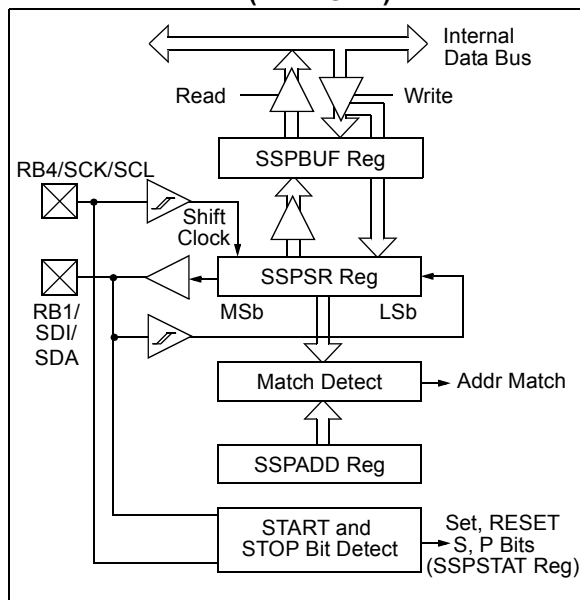 Internal
Data Bus
Read
Write
SSPBUF Reg
RB4/SCK/SCL
Shift
Clock
SSPSR Reg
MSb
LSb
RB1/
SDI/
SDA
Match Detect
Addr Match
SSPADD Reg
START and
STOP Bit Detect
Set, RESET
S, P Bits
(SSPSTAT Reg)